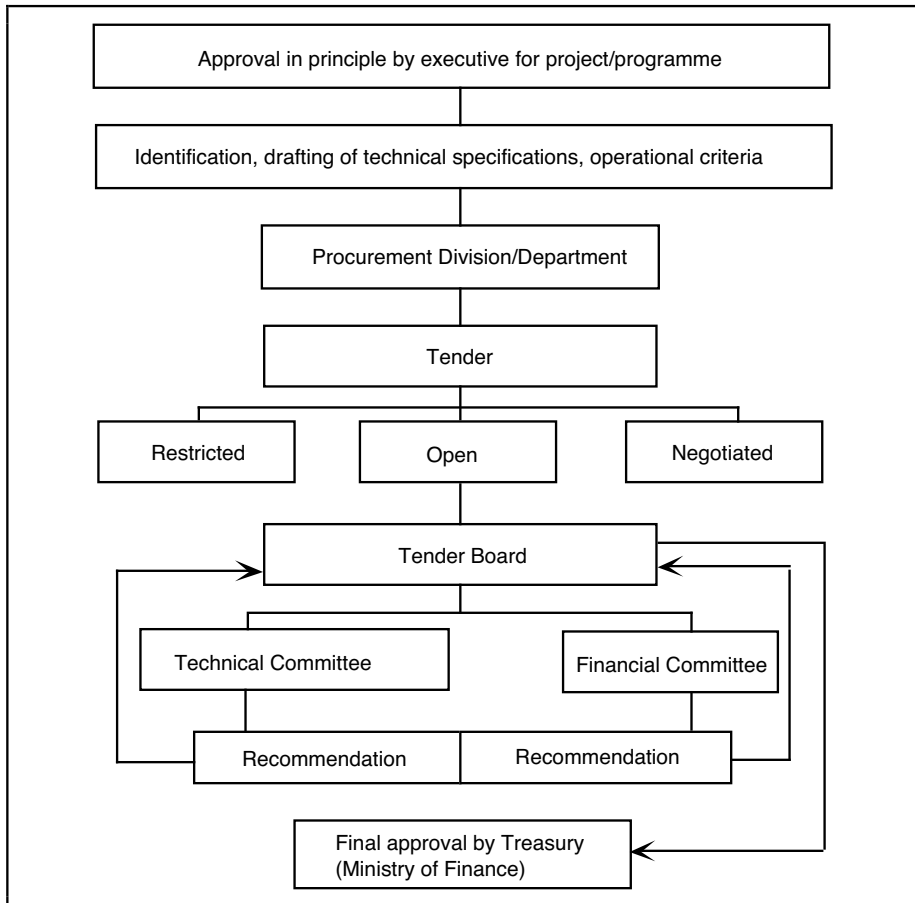 Approval in principle by executive for project/programme
Identification, drafting of technical specifications, operational criteria
Procurement Division/Department
Tender
Restricted
Open
Negotiated
Tender Board
Technical Committee
Financial Committee
Recommendation
Recommendation
Final approval by Treasury
(Ministry of Finance)